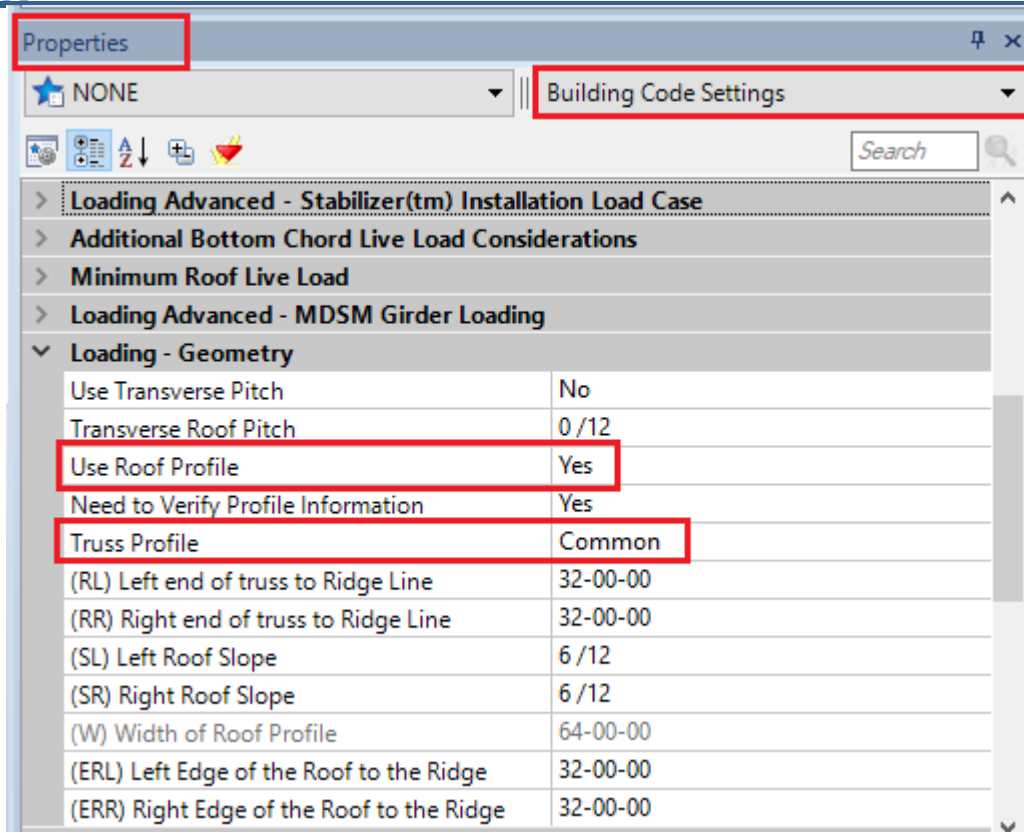 Properties
NONE Building Code Settings
Search
Loading Advanced - Stabilizer(tm) Installation Load Case
Additional Bottom Chord Live Load Considerations
Minimum Roof Live Load
Loading Advanced - MDSM Girder Loading
Loading - Geometry
Use Transverse Pitch No
Transverse Roof Pitch 0 /12
Use Roof Profile Yes
Need to Verify Profile Information Yes
Truss Profile Common
(RL) Left end of truss to Ridge Line 32-00-00
(RR) Right end of truss to Ridge Line 32-00-00
(SL) Left Roof Slope 6 /12
(SR) Right Roof Slope 6 /12
(W) Width of Roof Profile 64-00-00
(ERL) Left Edge of the Roof to the Ridge 32-00-00
(ERR) Right Edge of the Roof to the Ridge 32-00-00